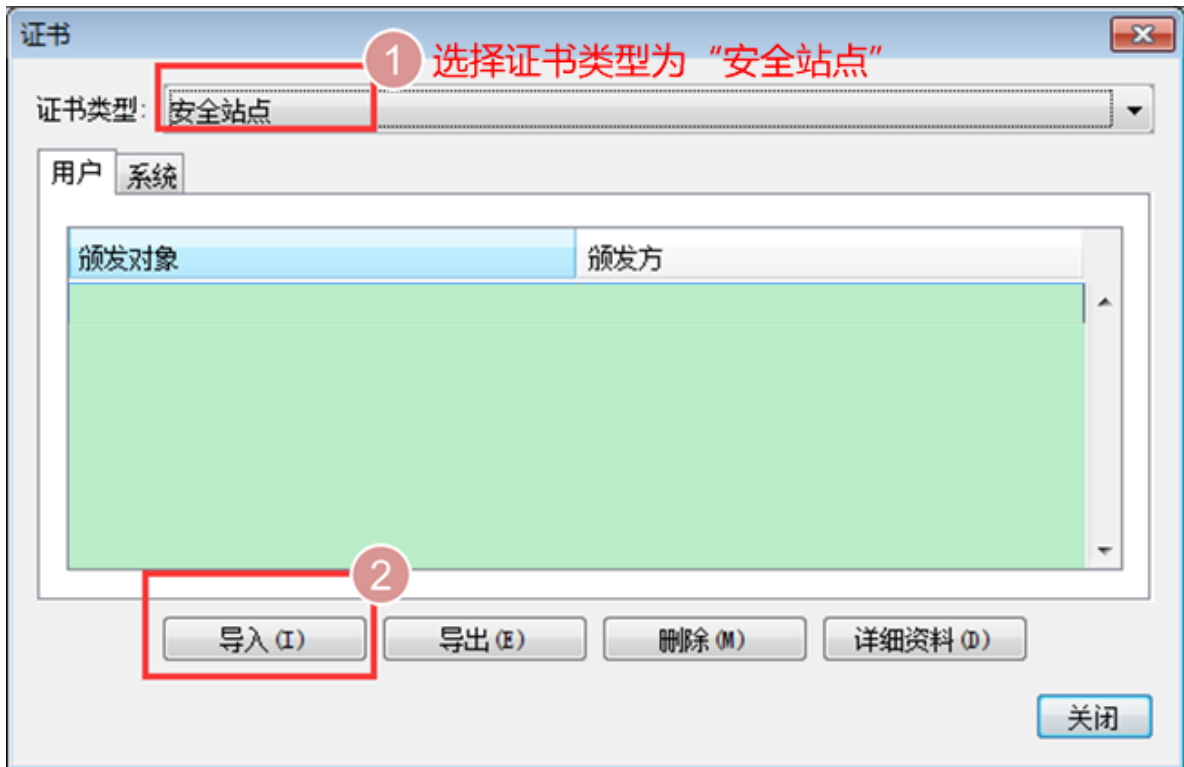 证书
1 选择证书类型为“安全站点”
证书类型: 安全站点
用户 系统
颁发对象 颁发方
2
导入(I) 导出(E) 删除(M) 详细资料(D)
关闭